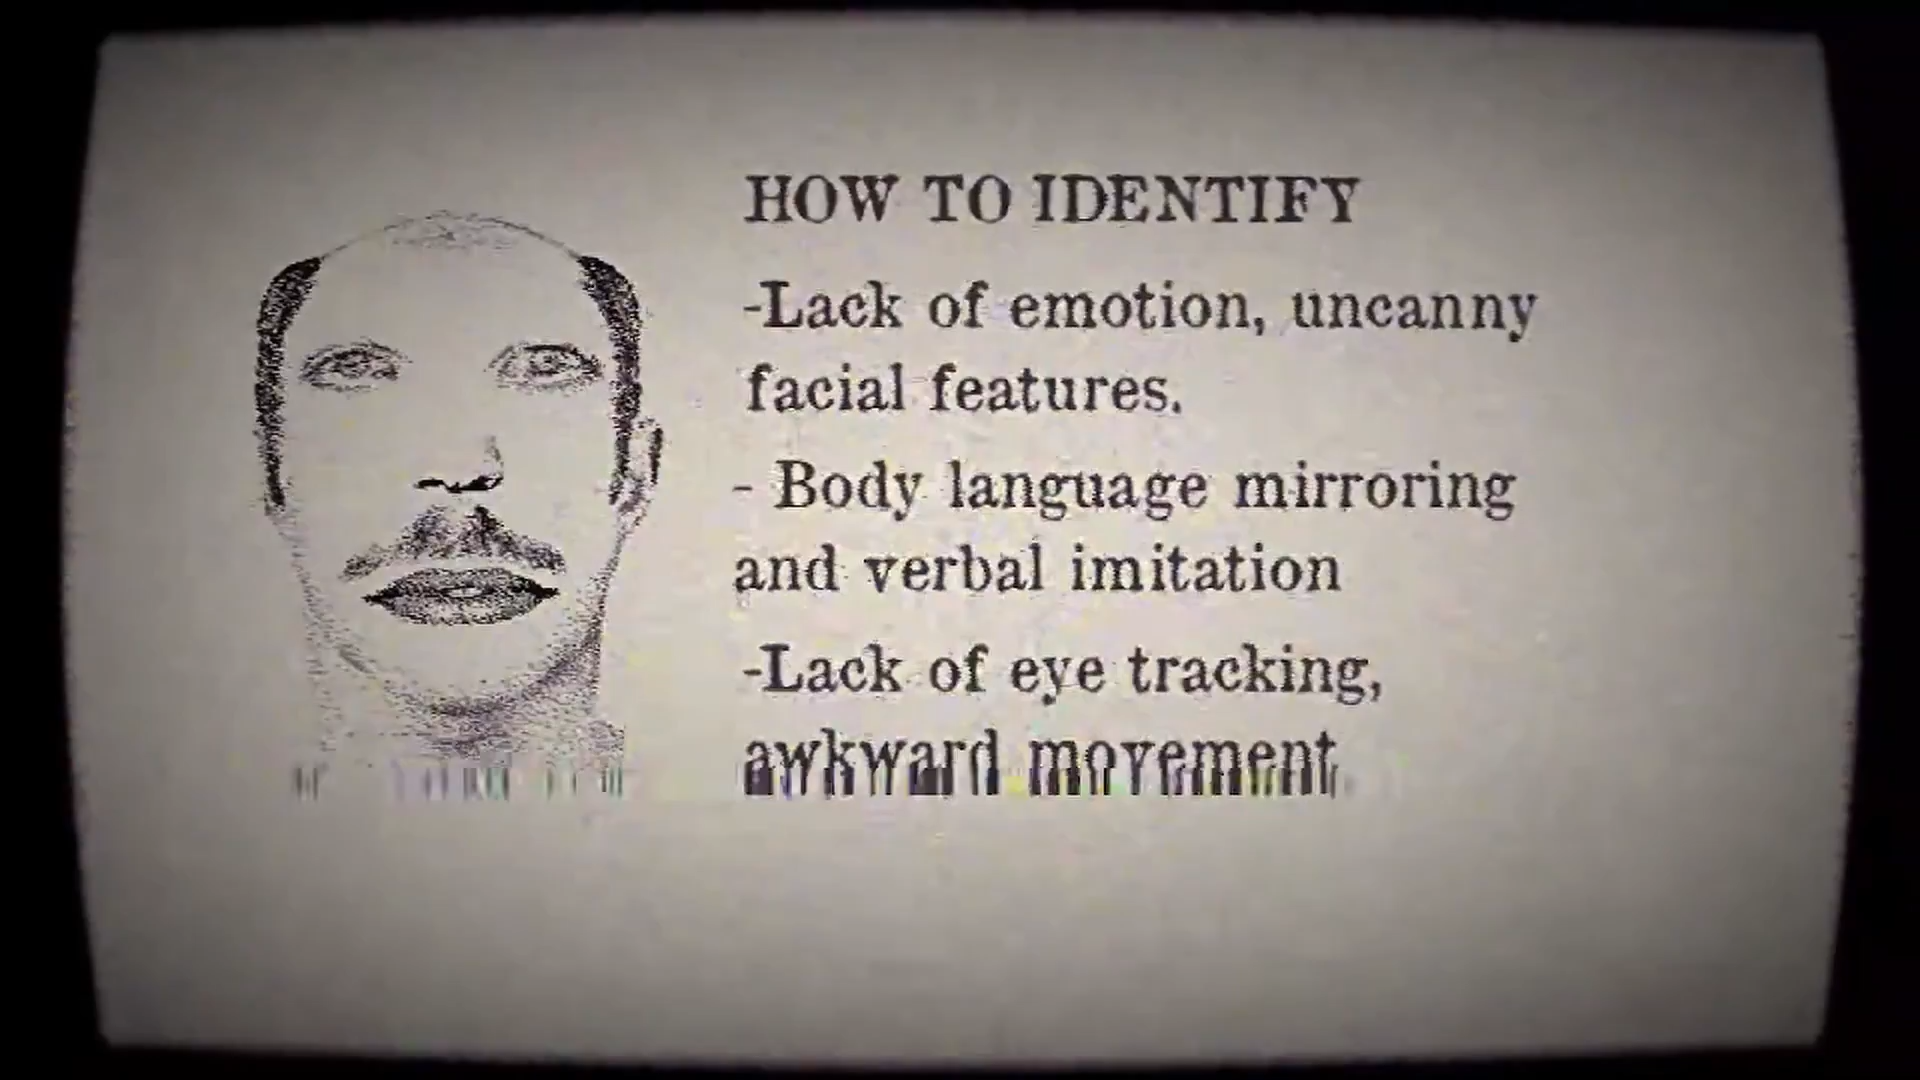 HOW TO IDENTIFY
-Lack of emotion, uncanny
facial features.
- Body language mirroring
and verbal imitation
-Lack of eye tracking,
awkward movement